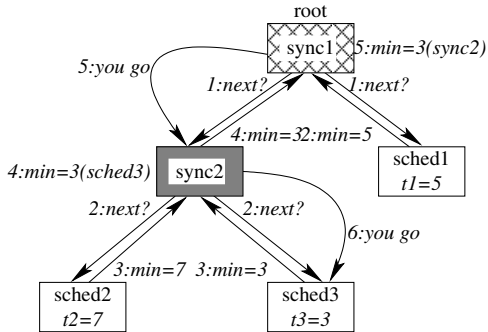 root
sync1
5:min=3(sync2)
5:you go
1:next?
1:next?
4:min=3
2:min=5
sched1
t1=5
4:min=3(sched3)
sync2
2:next?
2:next?
6:you go
3:min=7
3:min=3
sched2
t2=7
sched3
t3=3